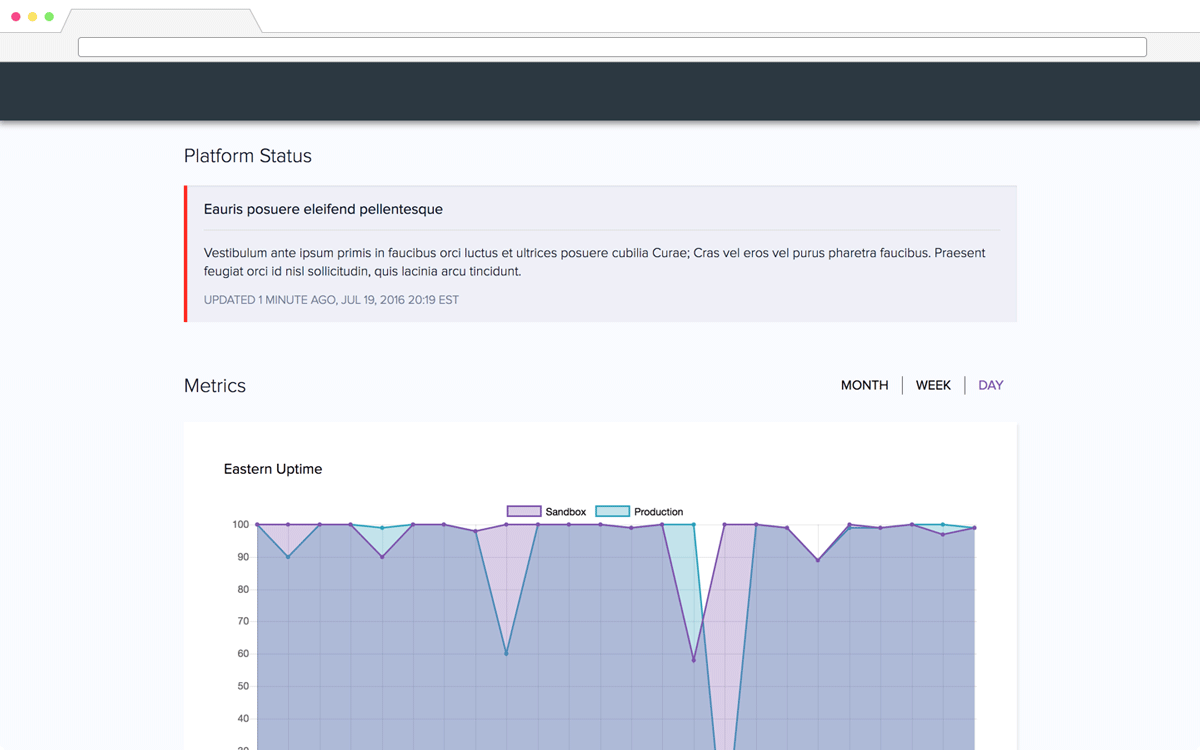 Platform Status
Eauris posuere eleifend pellentesque
Vestibulum ante ipsum primis in faucibus orci luctus et ultrices posuere cubilia Curae; Cras vel eros vel purus pharetra faucibus. Praesent
feugiat orci id nisl sollicitudin, quis lacinia arcu tincidunt.
UPDATED 1 MINUTE AGO, JUL 19, 2016 20:19 EST
Metrics
MONTH WEEK DAY
Eastern Uptime
Sandbox Production
100
90
80
70
60
50
40